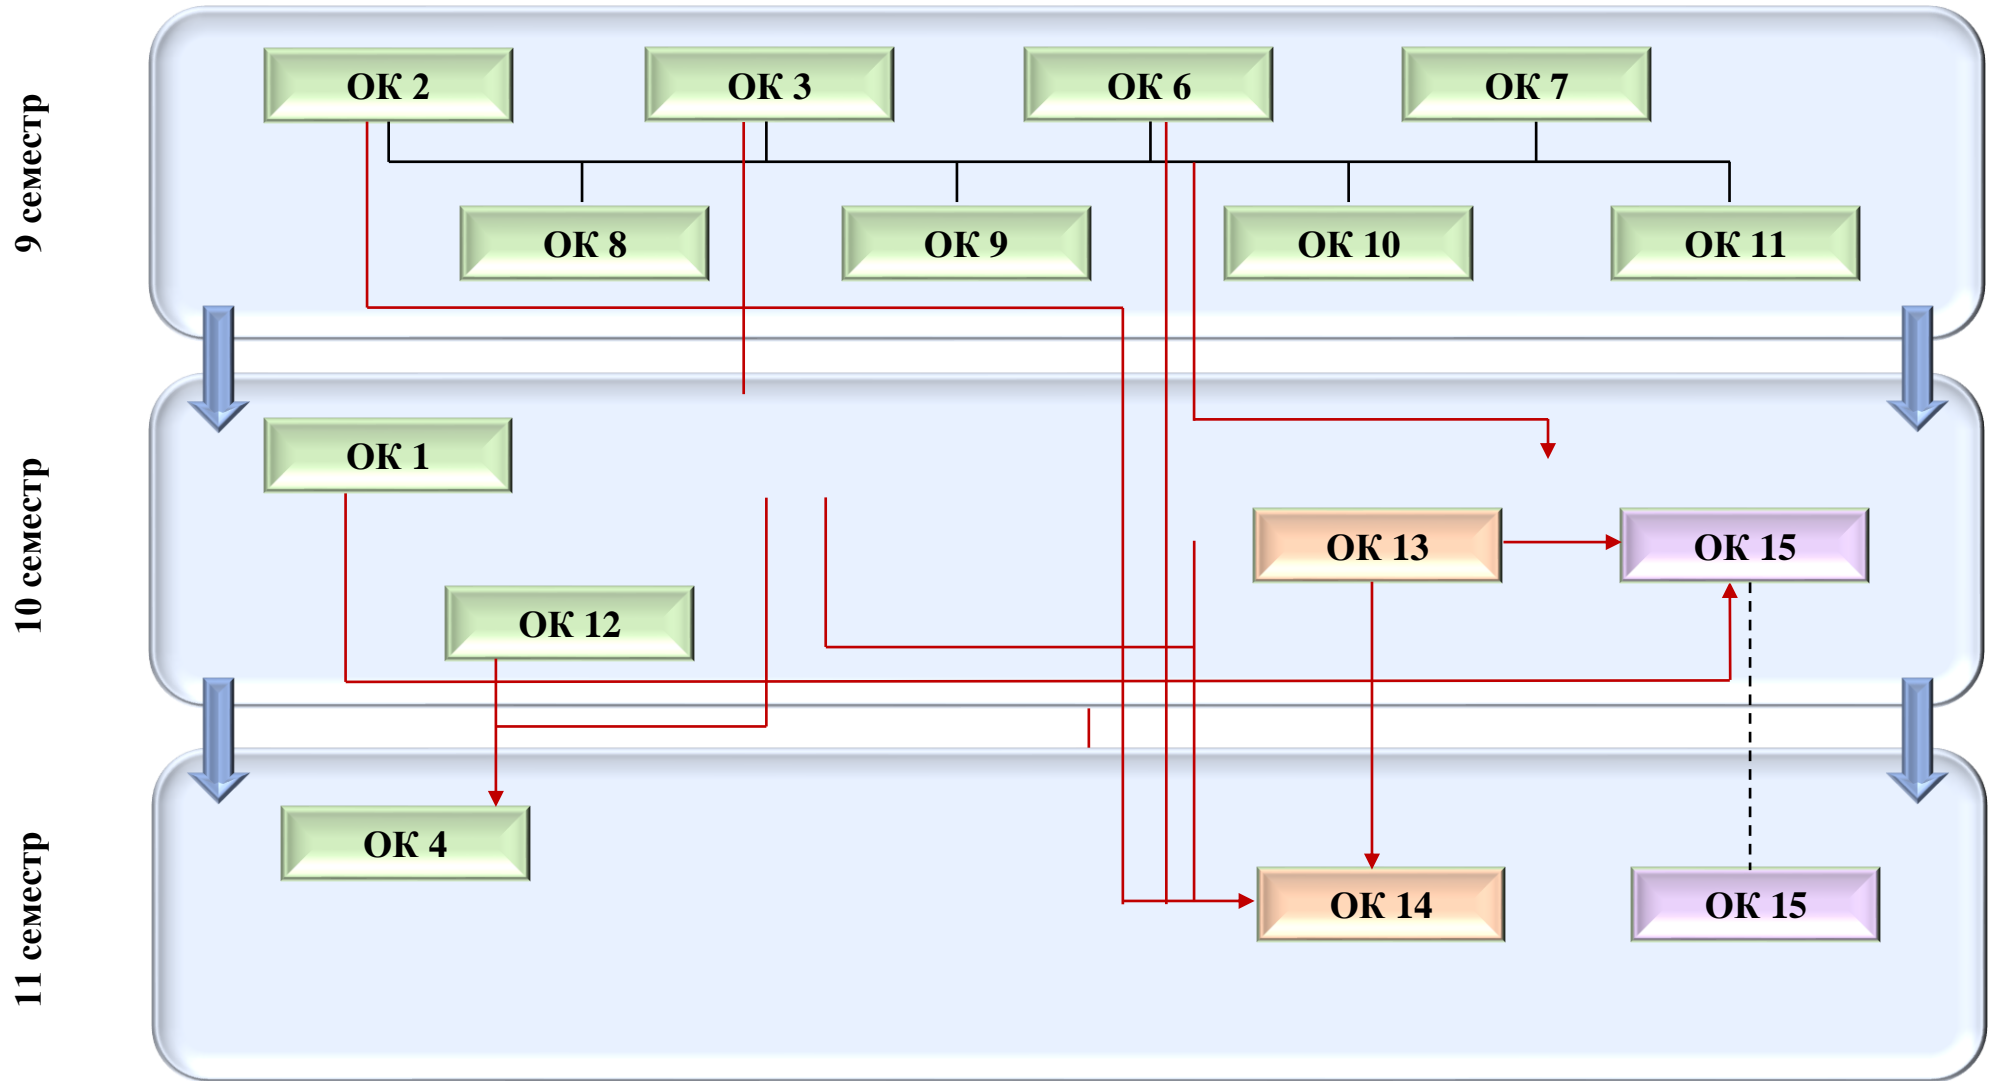 9 семестр
ОК 2
ОК 3
ОК 6
ОК 7
ОК 8
ОК 9
ОК 10
ОК 11
10 семестр
ОК 1
ОК 13
ОК 15
ОК 12
11 семестр
ОК 4
ОК 14
ОК 15